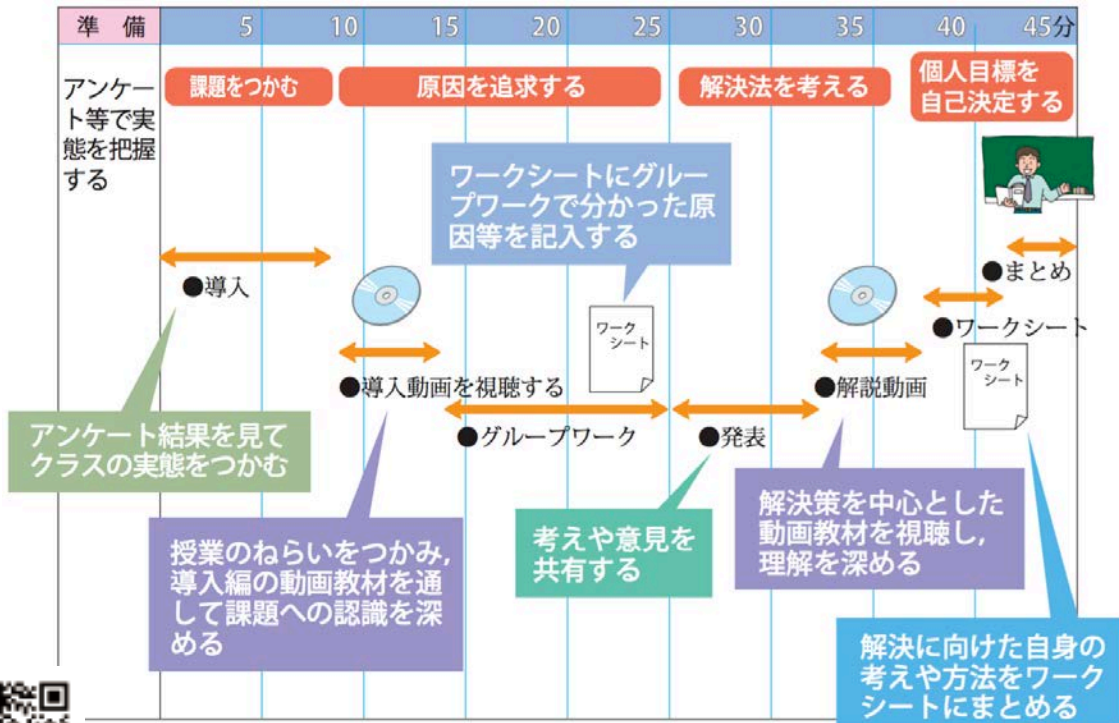 準 備 5 10 15 20 25 30 35 40 45分
アンケー
ト等で実
態を把握
する
課題をつかむ
原因を追求する
解決法を考える
個人目標を
自己決定する
ワークシートにグルー
プワークで分かった原
因等を記入する
●導入
●まとめ
●ワークシート
ワーク
シート
ワーク
シート
●導入動画を視聴する
●解説動画
●グループワーク
●発表
アンケート結果を見て
クラスの実態をつかむ
授業のねらいをつかみ,
導入編の動画教材を通
して課題への認識を深
める
考えや意見を
共有する
解決策を中心とした
動画教材を視聴し,
理解を深める
解決に向けた自身の
考えや方法をワーク
シートにまとめる